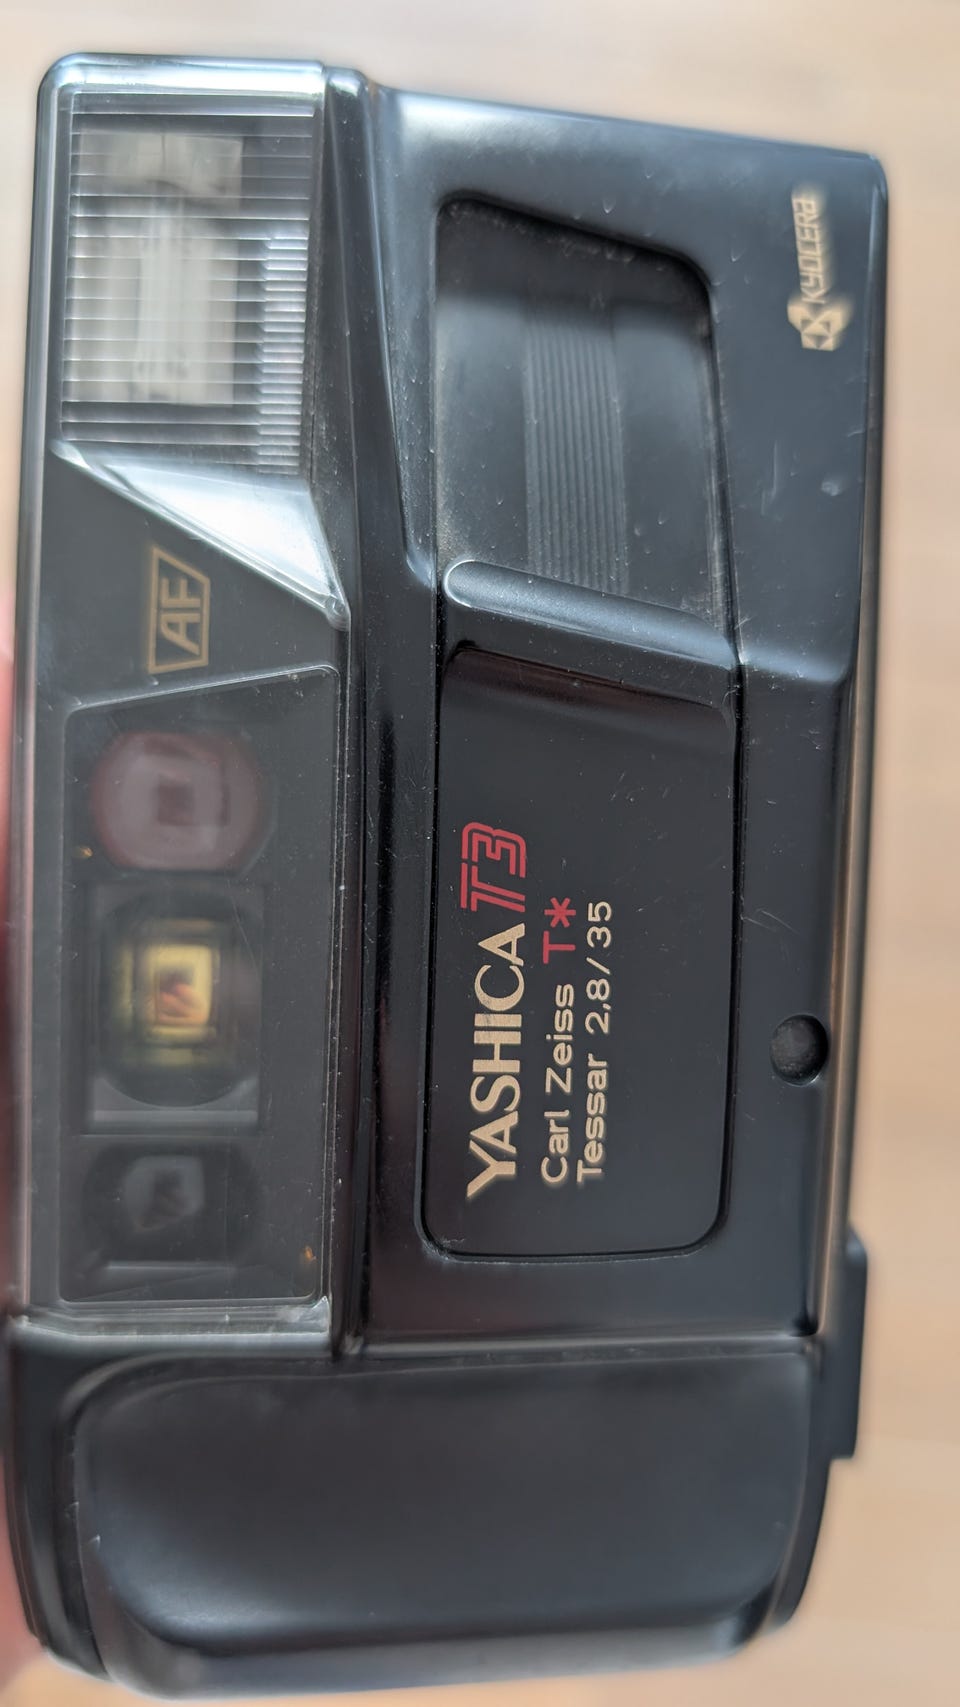 AF
YASHICA T3
Carl Zeiss T*
Tessar 2,8/35
KYOCERA